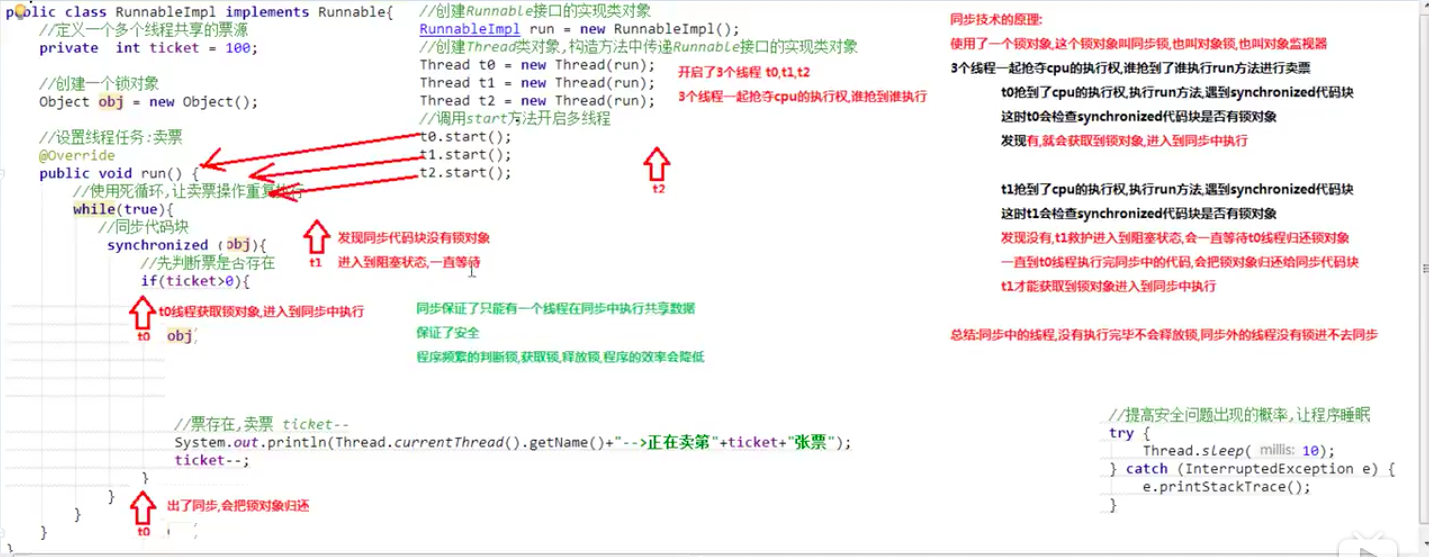 public class RunnableImpl implements Runnable{
//定义一个多个线程共享的票源
private int ticket = 100;
//创建一个锁对象
Object obj = new Object();
//设置线程任务:卖票
@Override
public void run() {
//使用死循环,让卖票操作重复执行
while(true){
//同步代码块
synchronized (obj){
//先判断票是否存在
if(ticket>0){
t0线程获取锁对象,进入到同步中执行
t0
obj
//票存在,卖票 ticket--
System.out.println(Thread.currentThread().getName()+"-->正在卖第"+ticket+"张票");
ticket--;
}
}
出了同步,会把锁对象归还
t0
}
}
}
//创建Runnable接口的实现类对象
RunnableImpl run = new RunnableImpl();
//创建Thread类对象,构造方法中传递Runnable接口的实现类对象
Thread t0 = new Thread(run);
Thread t1 = new Thread(run);
Thread t2 = new Thread(run);
//调用start方法开启多线程
t0.start();
t1.start();
t2.start();
开启了3个线程 t0,t1,t2
3个线程一起抢夺cpu的执行权,谁抢到谁执行
t2
发现同步代码块没有锁对象
进入到阻塞状态,一直等待
t1
同步保证了只能有一个线程在同步中执行共享数据
保证了安全
程序频繁的判断锁,获取锁,释放锁,程序的效率会降低
同步技术的原理:
使用了一个锁对象,这个锁对象叫同步锁,也叫对象锁,也叫对象监视器
3个线程一起抢夺cpu的执行权,谁抢到了谁执行run方法进行卖票
t0抢到了cpu的执行权,执行run方法,遇到synchronized代码块
这时t0会检查synchronized代码块是否有锁对象
发现有,就会获取到锁对象,进入到同步中执行
t1抢到了cpu的执行权,执行run方法,遇到synchronized代码块
这时t1会检查synchronized代码块是否有锁对象
发现没有,t1救护进入到阻塞状态,会一直等待t0线程归还锁对象
一直到t0线程执行完同步中的代码,会把锁对象归还给同步代码块
t1才能获取到锁对象进入到同步中执行
总结:同步中的线程,没有执行完毕不会释放锁,同步外的线程没有锁进不去同步
//提高安全问题出现的概率,让程序睡眠
try {
Thread.sleep( millis: 10);
} catch (InterruptedException e) {
e.printStackTrace();
}